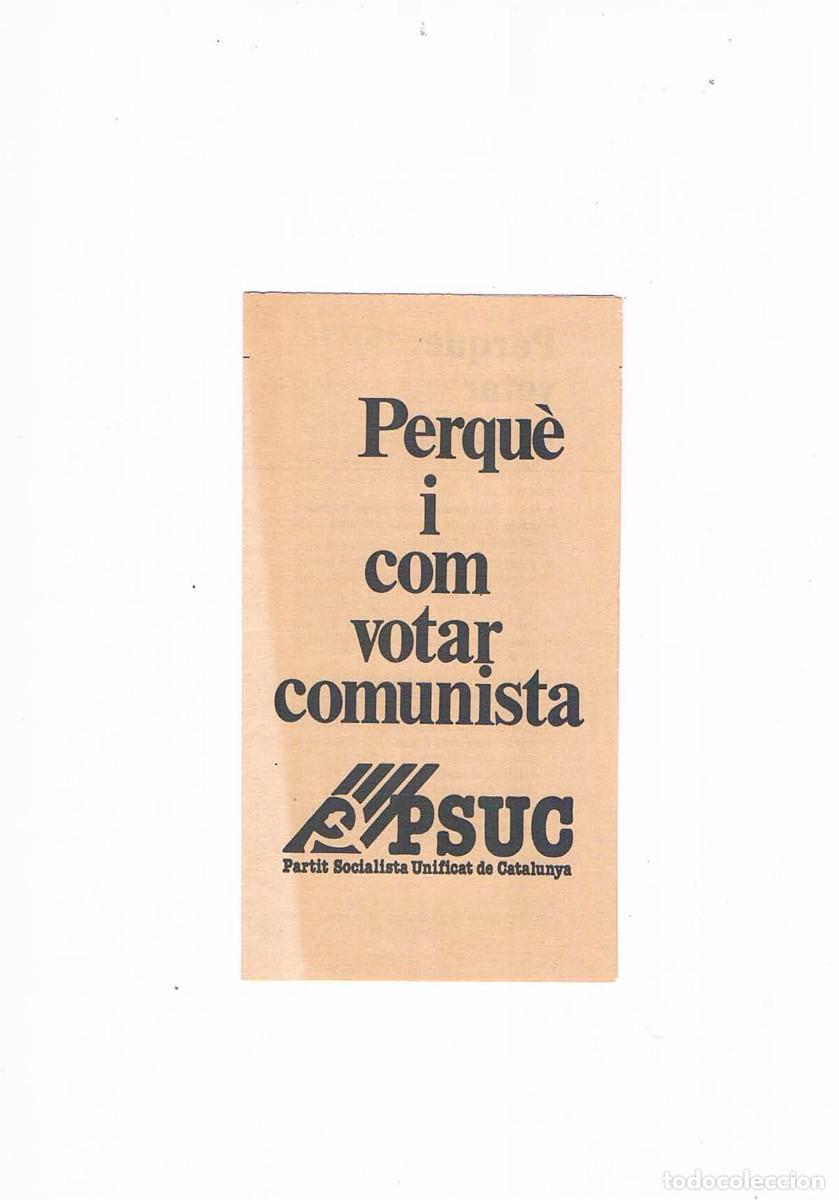 Perquè
i
com
votar
comunista
PSUC
Partit Socialista Unificat de Catalunya
todocoleccion